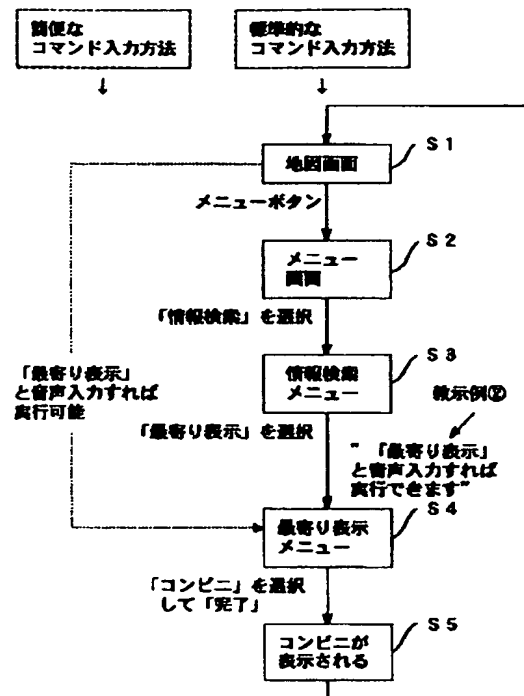 簡便な
コマンド入力方法
標準的な
コマンド入力方法
↓
↓
地図画面
S1
メニューボタン
メニュー
画面
S2
「情報検索」を選択
情報検索
メニュー
S3
「最寄り表示」
と音声入力すれば
実行可能
「最寄り表示」を選択
教示例②
"「最寄り表示」
と音声入力すれば
実行できます"
最寄り表示
メニュー
S4
「コンビニ」を選択
して「完了」
コンビニが
表示される
S5